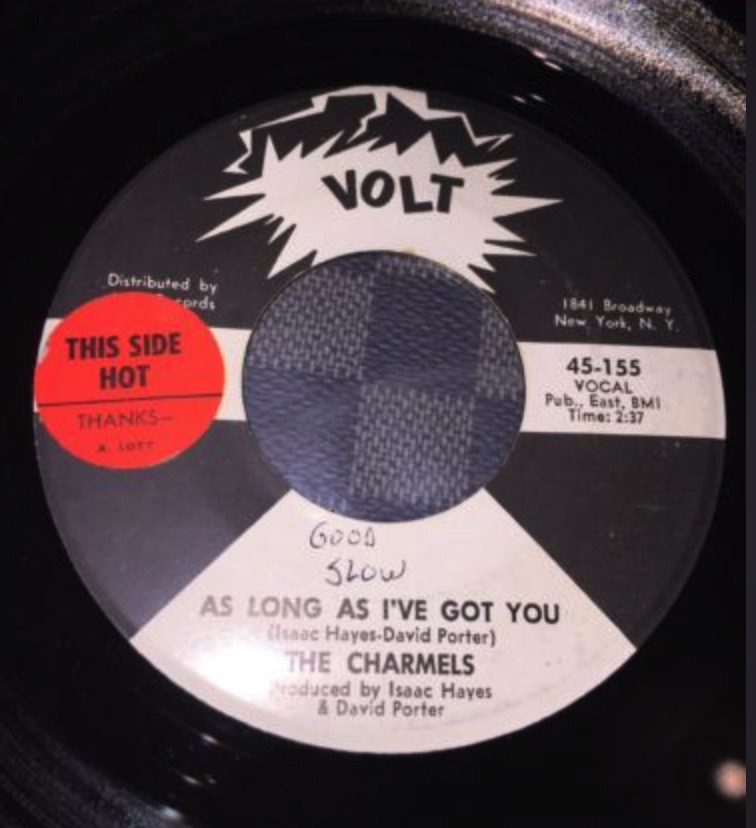 VOLT
Distributed by
1841 Broadway
New York, N. Y.
THIS SIDE
HOT
THANKS—
A. LOTT
45-155
VOCAL
Pub., East, BMI
Time: 2:37
GOOD
SLOW
AS LONG AS I'VE GOT YOU
(Isaac Hayes-David Porter)
THE CHARMELS
Produced by Isaac Hayes
& David Porter